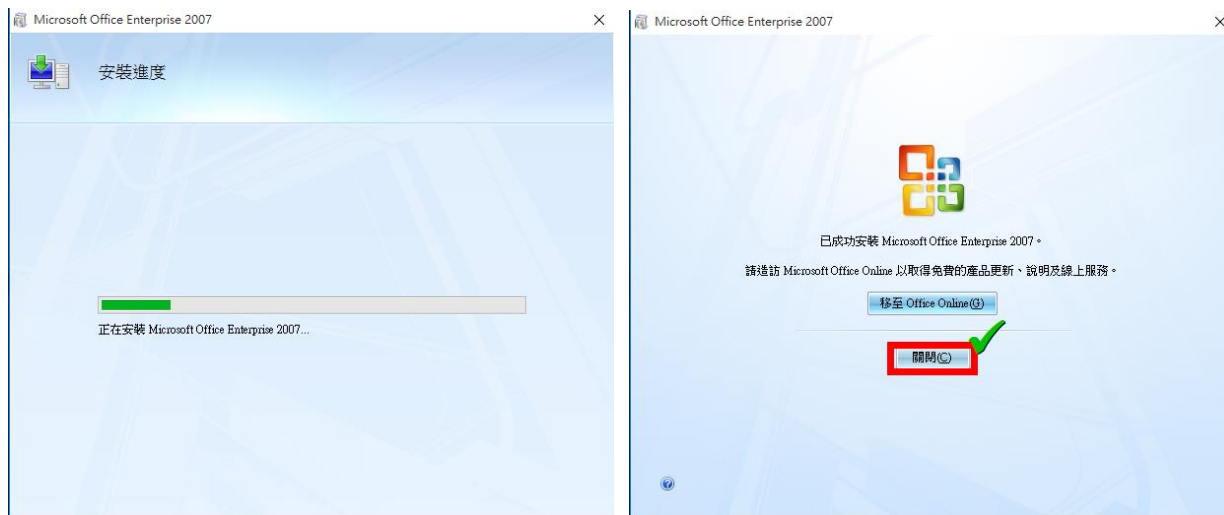 Microsoft Office Enterprise 2007
安裝進度
正在安裝 Microsoft Office Enterprise 2007...
Microsoft Office Enterprise 2007
已成功安裝 Microsoft Office Enterprise 2007。
請造訪 Microsoft Office Online 以取得免費的產品更新、說明及線上服務。
移至 Office Online(G)
關閉(C)